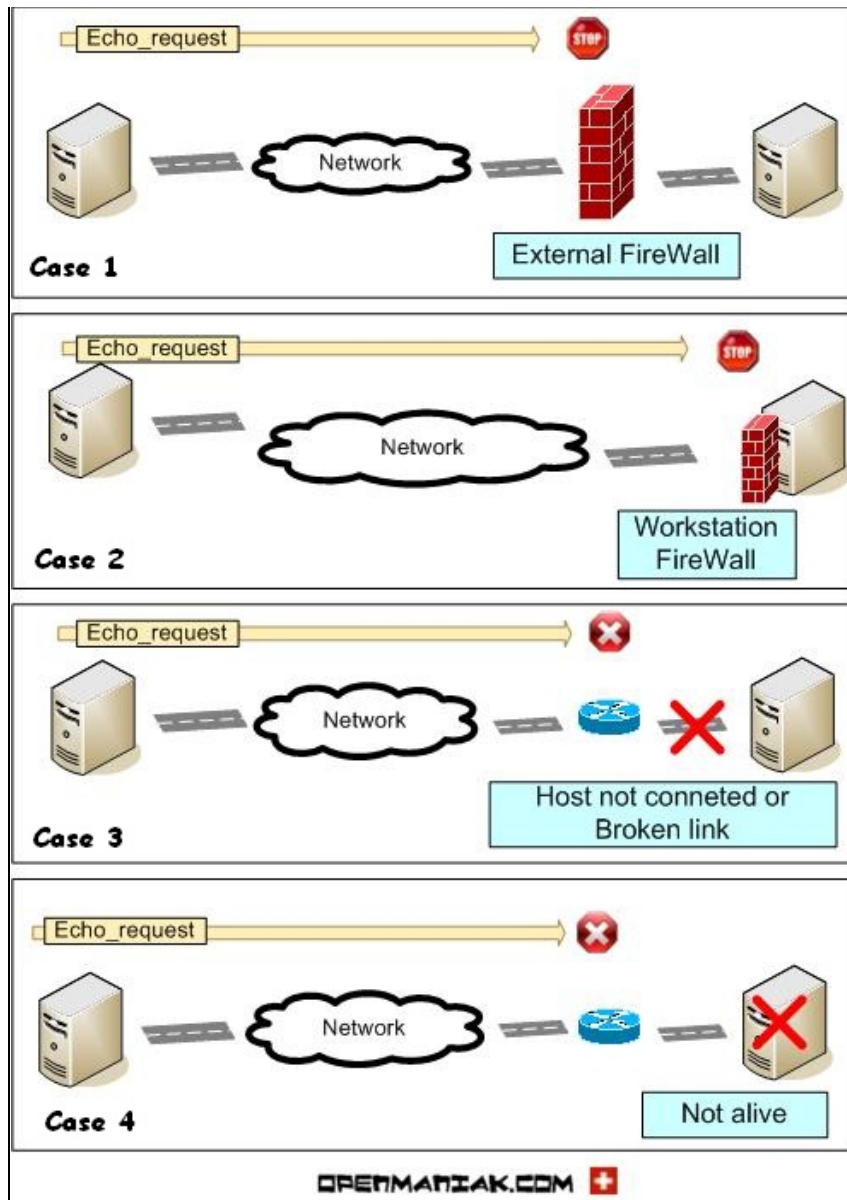 Echo_request
STOP
Network
External FireWall
Case 1
Echo_request
STOP
Network
Workstation
FireWall
Case 2
Echo_request
Network
Host not conneted or
Broken link
Case 3
Echo_request
Network
Not alive
Case 4
OPENMANIAK.COM